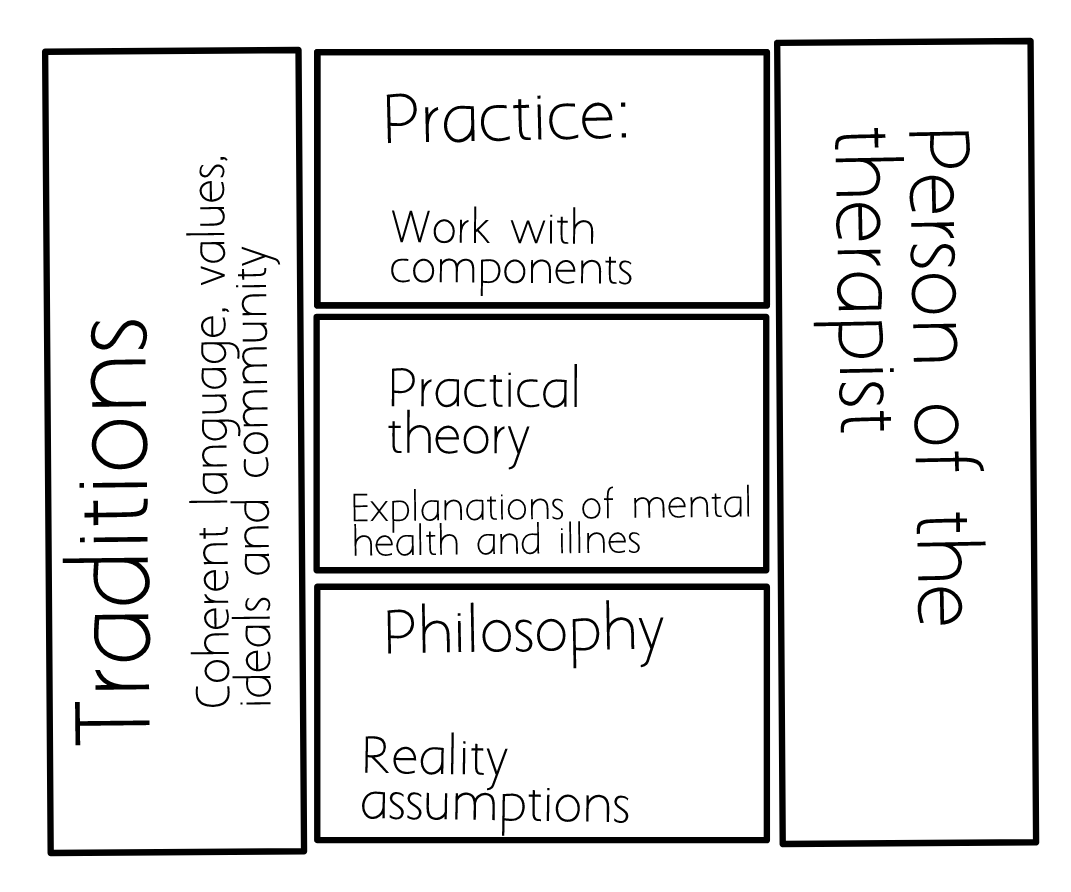 Traditions
Coherent language, values,
ideals and community
Practice:
Work with
components
Practical
theory
Explanations of mental
health and illnes
Philosophy
Reality
assumptions
Person of the
therapist